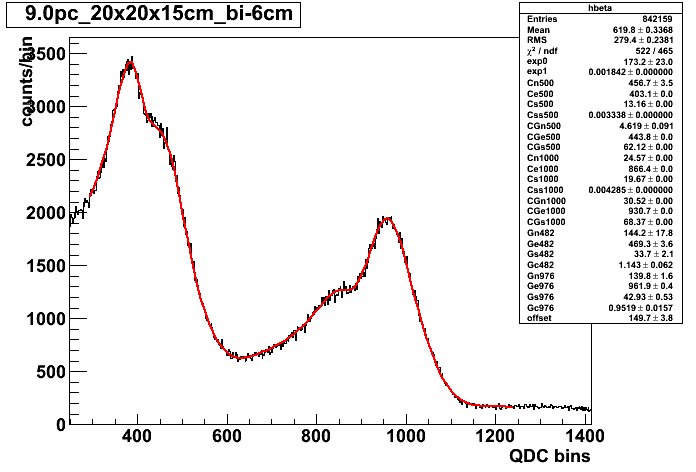 9.0pc_20x20x15cm_bi-6cm
hbeta
Entries 842159
Mean 619.8 ± 0.3368
RMS 279.4 ± 0.2381
χ² / ndf 522 / 465
exp0 173.2 ± 23.0
exp1 0.001842 ± 0.000000
Cn500 456.7 ± 3.5
Ce500 403.1 ± 0.0
Cs500 13.16 ± 0.0
Css500 0.003338 ± 0.000000
CGn500 4.619 ± 0.091
CGe500 443.8 ± 0.0
CGs500 62.12 ± 0.00
Cn1000 24.57 ± 0.00
Ce1000 866.4 ± 0.0
Cs1000 19.67 ± 0.00
Css1000 0.004285 ± 0.000000
CGn1000 30.52 ± 0.00
CGe1000 930.7 ± 0.0
CGs1000 68.37 ± 0.00
Gn482 144.2 ± 17.8
Ge482 469.3 ± 3.6
Gs482 33.7 ± 2.1
Gc482 1.143 ± 0.062
Gn976 139.8 ± 1.6
Ge976 961.9 ± 0.4
Gs976 42.93 ± 0.53
Gc976 0.9519 ± 0.0157
offset 149.7 ± 3.8
counts/bin
3500
3000
2500
2000
1500
1000
500
0
400 600 800 1000 1200 1400
QDC bins